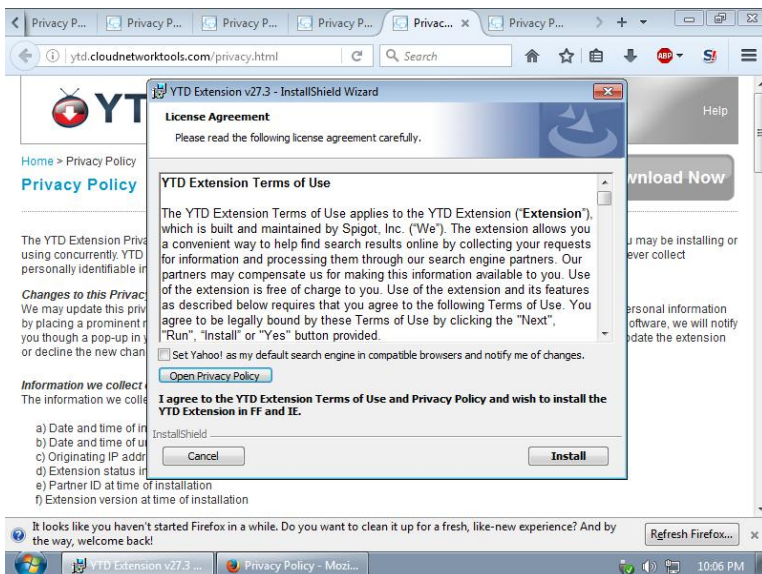 Privacy P...
Privacy P...
Privacy P...
Privacy P...
Privac...
Privacy P...
ytd.cloudnetworktools.com/privacy.html
Search
ABP
S!
YT
Help
Home > Privacy Policy
Privacy Policy
wnload Now
The YTD Extension Priva
u may be installing or
using concurrently. YTD
ever collect
personally identifiable in
Changes to this Privac
We may update this priv
ersonal information
by placing a prominent
oftware, we will notify
you though a pop-up in
pdate the extension
or decline the new chan
Information we collect
The information we colle
a) Date and time of in
b) Date and time of u
c) Originating IP addr
d) Extension status in
e) Partner ID at time of installation
f) Extension version at time of installation
YTD Extension v27.3 - InstallShield Wizard
License Agreement
Please read the following license agreement carefully.
YTD Extension Terms of Use
The YTD Extension Terms of Use applies to the YTD Extension (“Extension”),
which is built and maintained by Spigot, Inc. (“We”). The extension allows you
a convenient way to help find search results online by collecting your requests
for information and processing them through our search engine partners. Our
partners may compensate us for making this information available to you. Use
of the extension is free of charge to you. Use of the extension and its features
as described below requires that you agree to the following Terms of Use. You
agree to be legally bound by these Terms of Use by clicking the "Next",
"Run", “Install” or "Yes" button provided.
Set Yahoo! as my default search engine in compatible browsers and notify me of changes.
Open Privacy Policy
I agree to the YTD Extension Terms of Use and Privacy Policy and wish to install the
YTD Extension in FF and IE.
InstallShield
Cancel
Install
It looks like you haven't started Firefox in a while. Do you want to clean it up for a fresh, like-new experience? And by
the way, welcome back!
Refresh Firefox...
YTD Extension v27.3 ...
Privacy Policy - Mozi...
10:06 PM